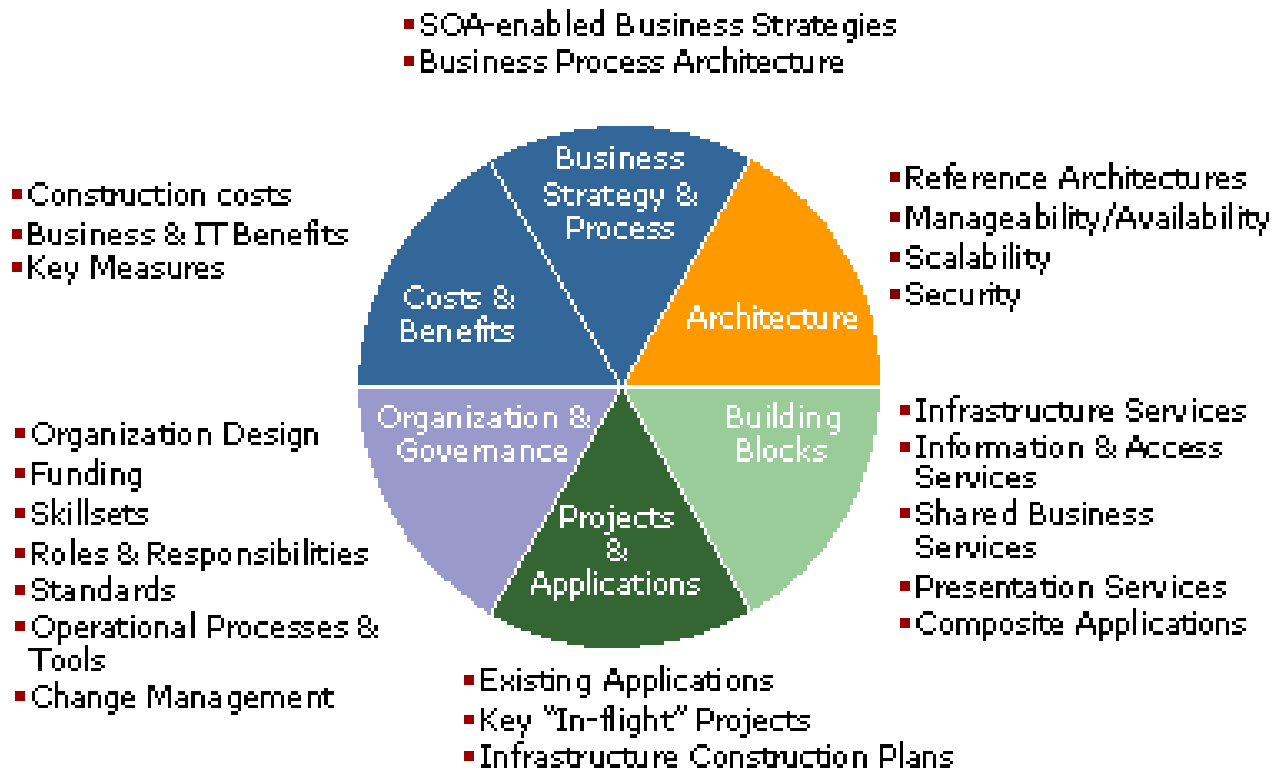 ▪SOA-enabled Business Strategies
▪Business Process Architecture
Business
Strategy &
Process
▪Construction costs
▪Business & IT Benefits
▪Key Measures
Costs &
Benefits
Architecture
▪Reference Architectures
▪Manageability/Availability
▪Scalability
▪Security
Organization &
Governance
▪Organization Design
▪Funding
▪Skillsets
▪Roles & Responsibilities
▪Standards
▪Operational Processes &
Tools
▪Change Management
Projects
&
Applications
Building
Blocks
▪Infrastructure Services
▪Information & Access
Services
▪Shared Business
Services
▪Presentation Services
▪Composite Applications
▪Existing Applications
▪Key “In-flight” Projects
▪Infrastructure Construction Plans